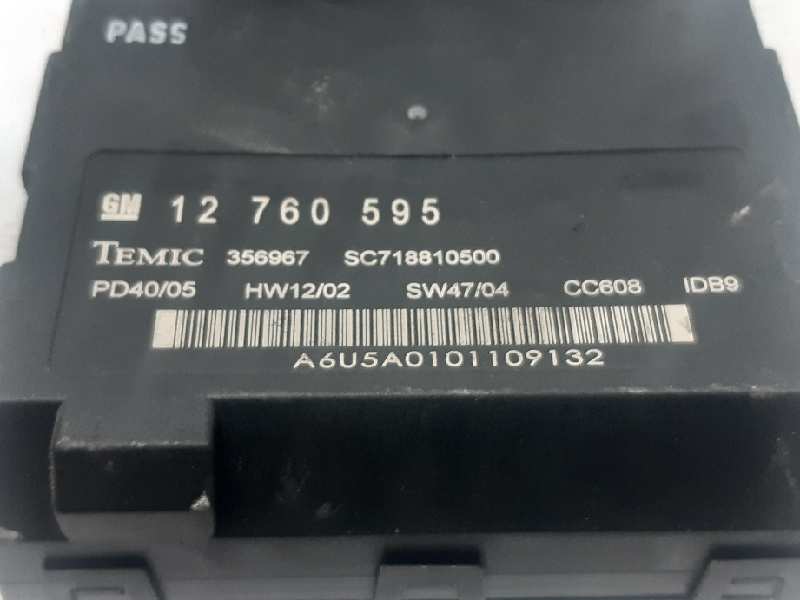 PASS
GM 12 760 595
TEMIC 356967 SC718810500
PD40/05 HW12/02 SW47/04 CC608 IDB9
A6U5A0101109132